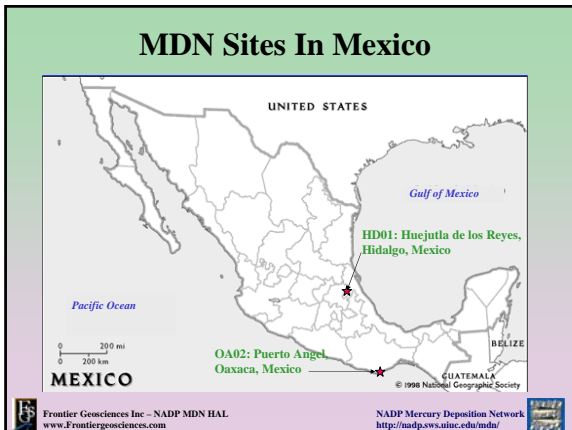 MDN Sites In Mexico
UNITED STATES
Gulf of Mexico
HD01: Huejutla de los Reyes,
Hidalgo, Mexico
Pacific Ocean
0 200 mi
0 200 km
BELIZE
OA02: Puerto Angel,
Oaxaca, Mexico
GUATEMALA
MEXICO
© 1998 National Geographic Society
Frontier Geosciences Inc – NADP MDN HAL
www.Frontiergeosciences.com
NADP Mercury Deposition Network
http://nadp.sws.uiuc.edu/mdn/